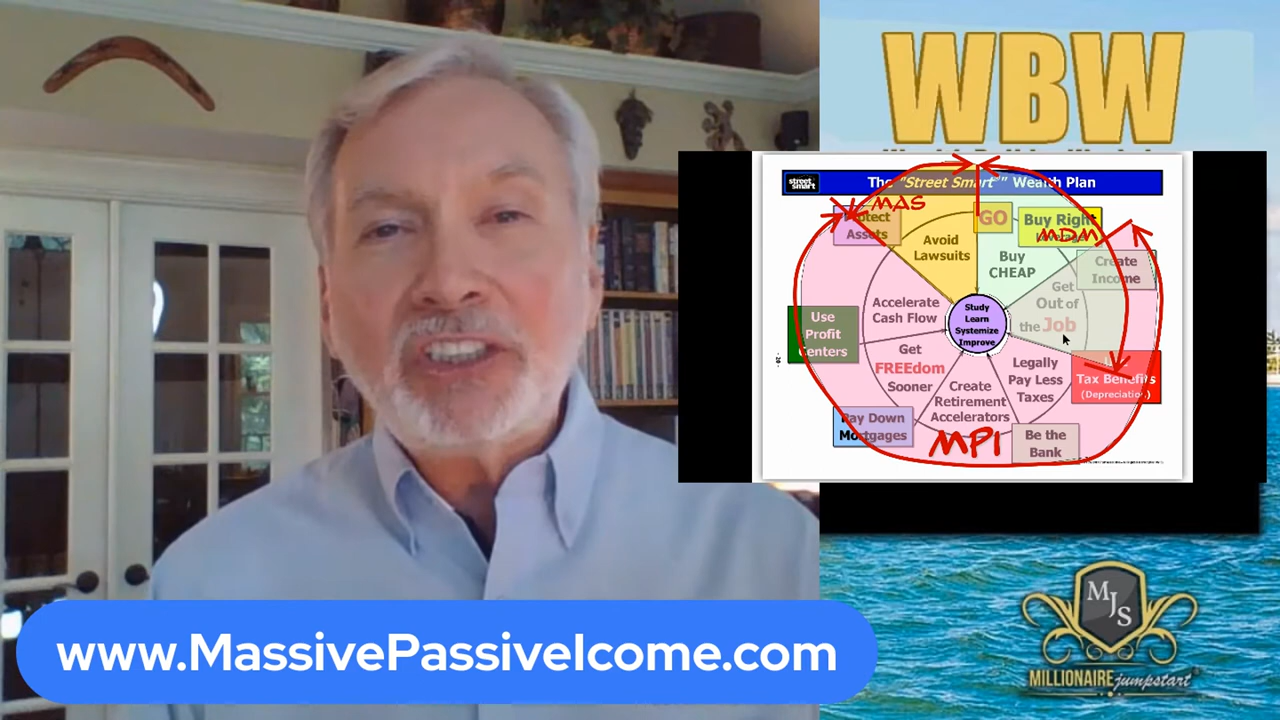 WBW
street
smart
The "Street Smart" Wealth Plan
MAS
GO
Buy Right
MDM
Assets
Avoid
Lawsuits
Buy
CHEAP
Create
Income
Get
Out of
the Job
Study
Learn
Systemize
Improve
Accelerate
Cash Flow
Use
Profit
Centers
Get
FREEdom
Sooner
Legally
Pay Less
Taxes
Tax Benefits
(Depreciation)
Create
Retirement
Accelerators
Pay Down
Mortgages
MPI
Be the
Bank
www.MassivePassiveIcome.com
MJS
MILLIONAIRE jumpstart